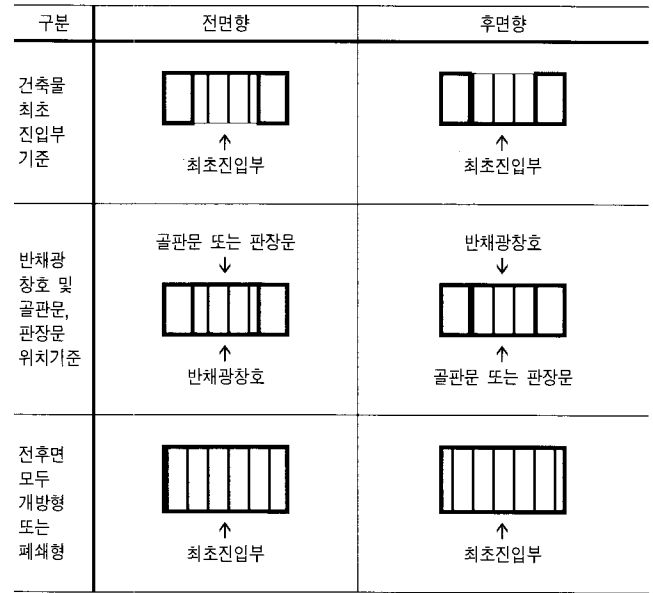 구분 전면향 후면향
건축물
최초
진입부
기준
↑ ↑
최초진입부 최초진입부
골판문 또는 판장문 반채광창호
↓ ↓
반채광
창호 및
골판문,
판장문
위치기준
↑ ↑
반채광창호 골판문 또는 판장문
전후면
모두
개방형
또는
폐쇄형
↑ ↑
최초진입부 최초진입부